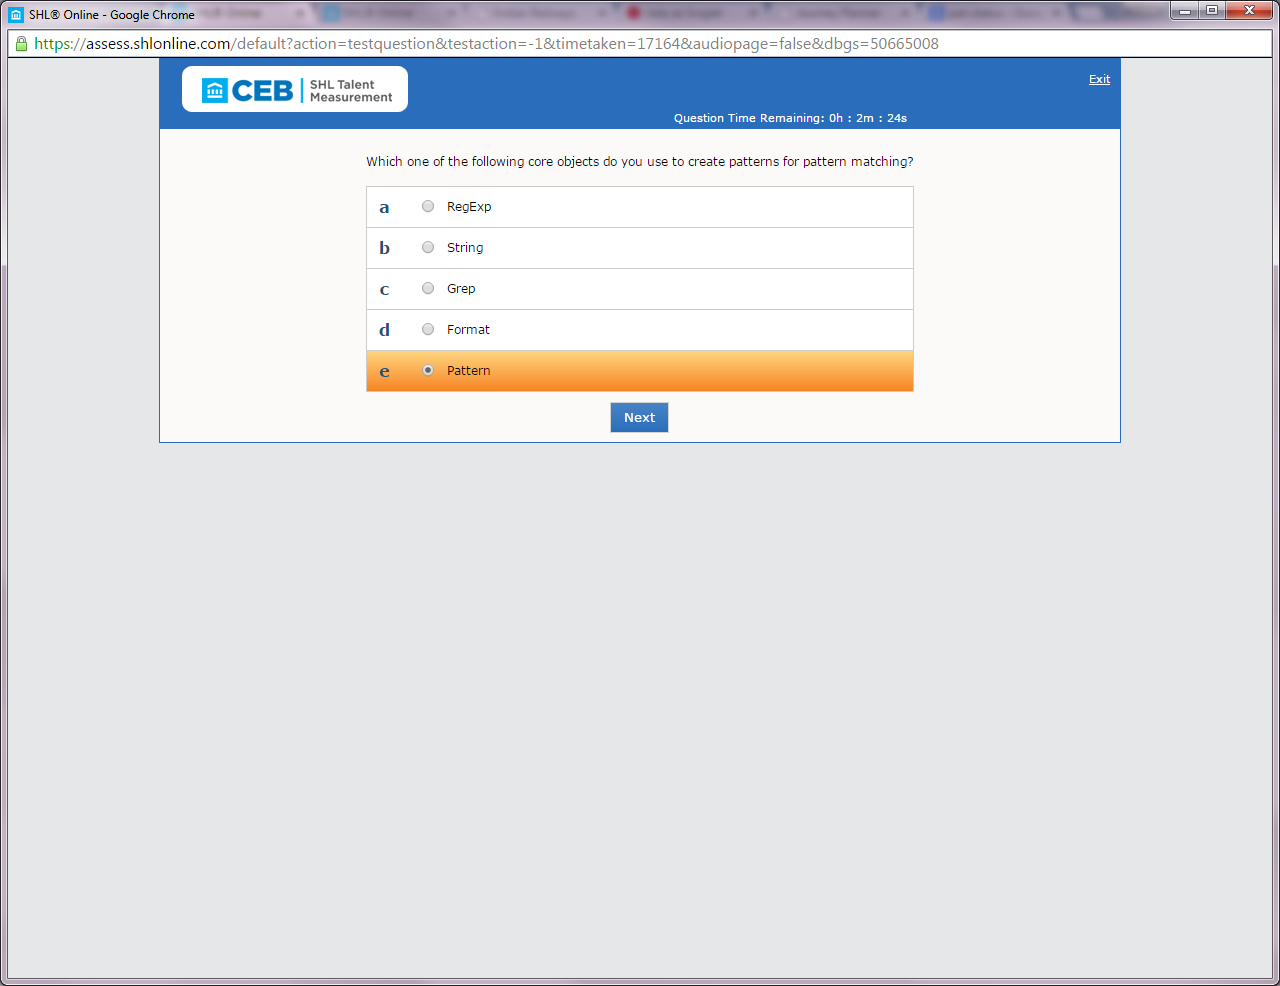 SHL® Online - Google Chrome
https://assess.shlonline.com/default?action=testquestion&testaction=-1&timetaken=17164&audiopage=false&dbgs=50665008
CEB SHL Talent Measurement
Exit
Question Time Remaining: 0h : 2m : 24s
Which one of the following core objects do you use to create patterns for pattern matching?
a RegExp
b String
c Grep
d Format
e Pattern
Next